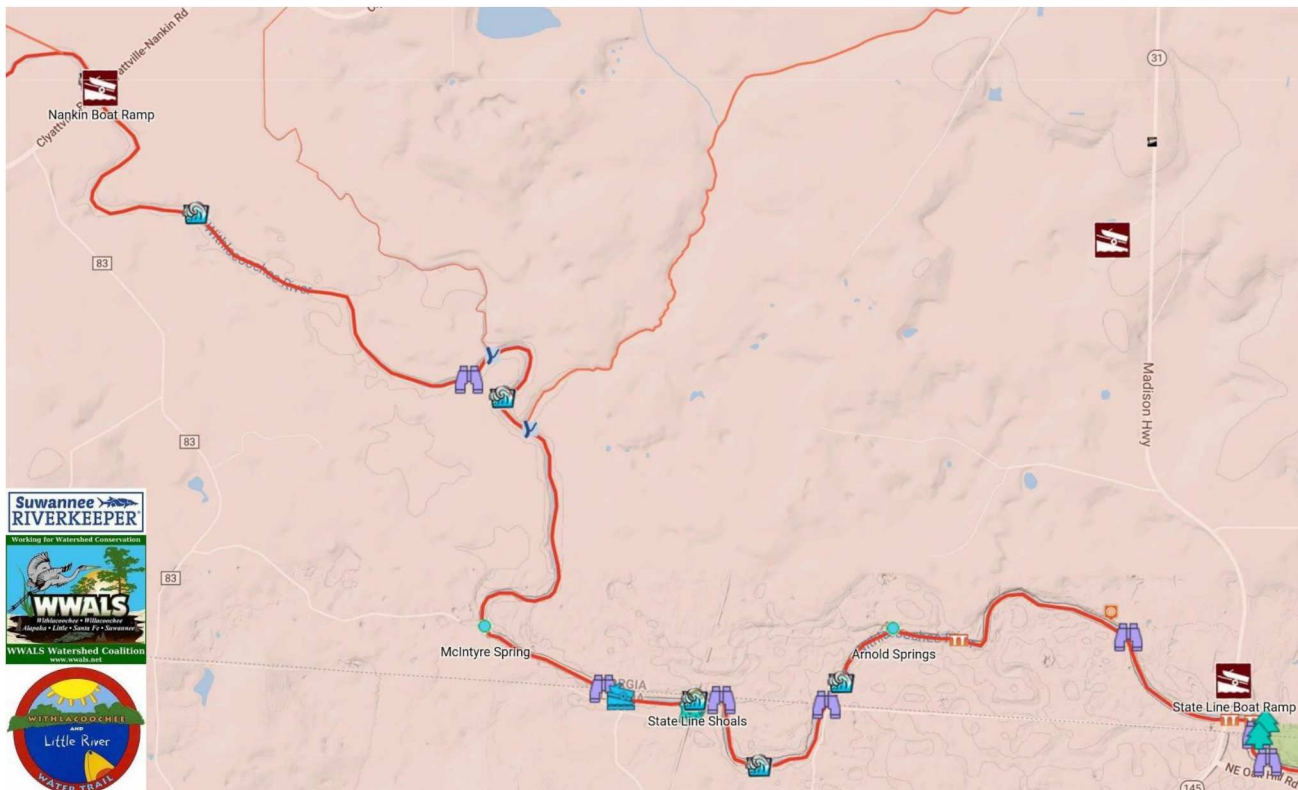 Clyattville-Nankin Rd
31
Nankin Boat Ramp
Withlacoochee River
83
83
Madison Hwy
83
McIntyre Spring
Arnold Springs
State Line Shoals
State Line Boat Ramp
NE Oak Hill Rd
145
Suwannee
RIVERKEEPER®
Working for Watershed Conservation
WWALS
Withlacoochee • Willacoochee
Alapaha • Little • Santa Fe • Suwannee
WWALS Watershed Coalition
www.wwals.net
WITHLACOOCHEE
AND
Little River
WATER TRAIL